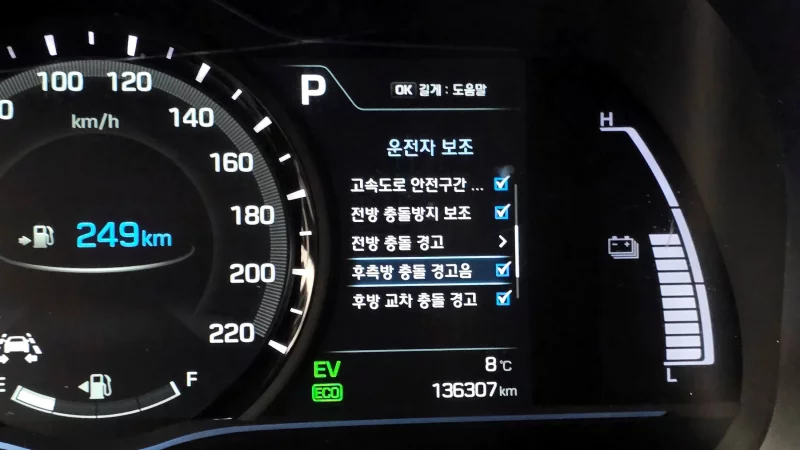 P
OK 길게 : 도움말
운전자 보조
고속도로 안전구간 ...
전방 충돌방지 보조
전방 충돌 경고
후측방 충돌 경고음
후방 교차 충돌 경고
EV
ECO
8℃
136307 km
100
120
140
160
180
200
220
km/h
249km
E
F
H
L